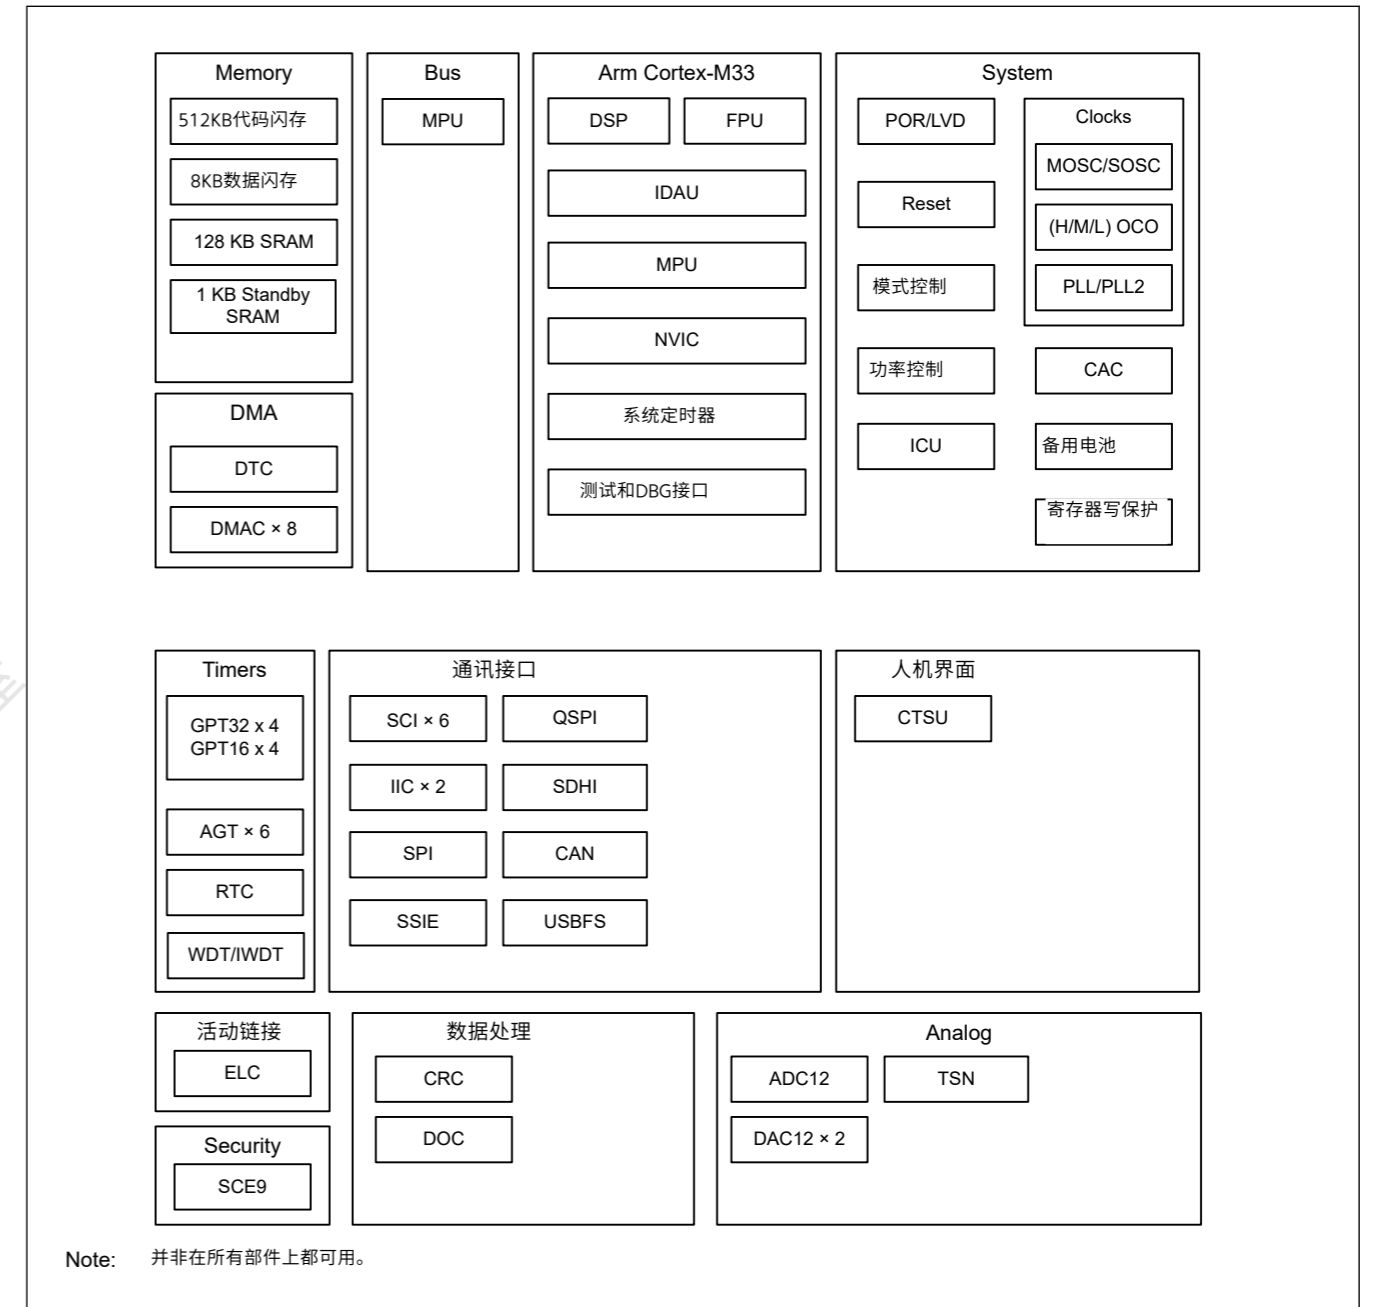 Memory
512KB代码闪存
8KB数据闪存
128 KB SRAM
1 KB Standby
SRAM
DMA
DTC
DMAC × 8
Bus
MPU
Arm Cortex-M33
DSP
FPU
IDAU
MPU
NVIC
系统定时器
测试和DBG接口
System
POR/LVD
Reset
模式控制
功率控制
ICU
Clocks
MOSC/SOSC
(H/M/L) OCO
PLL/PLL2
CAC
备用电池
寄存器写保护
Timers
GPT32 x 4
GPT16 x 4
AGT × 6
RTC
WDT/IWDT
通讯接口
SCI × 6
QSPI
IIC × 2
SDHI
SPI
CAN
SSIE
USBFS
人机界面
CTSU
活动链接
ELC
Security
SCE9
数据处理
CRC
DOC
Analog
ADC12
TSN
DAC12 × 2
Note: 并非在所有部件上都可用。